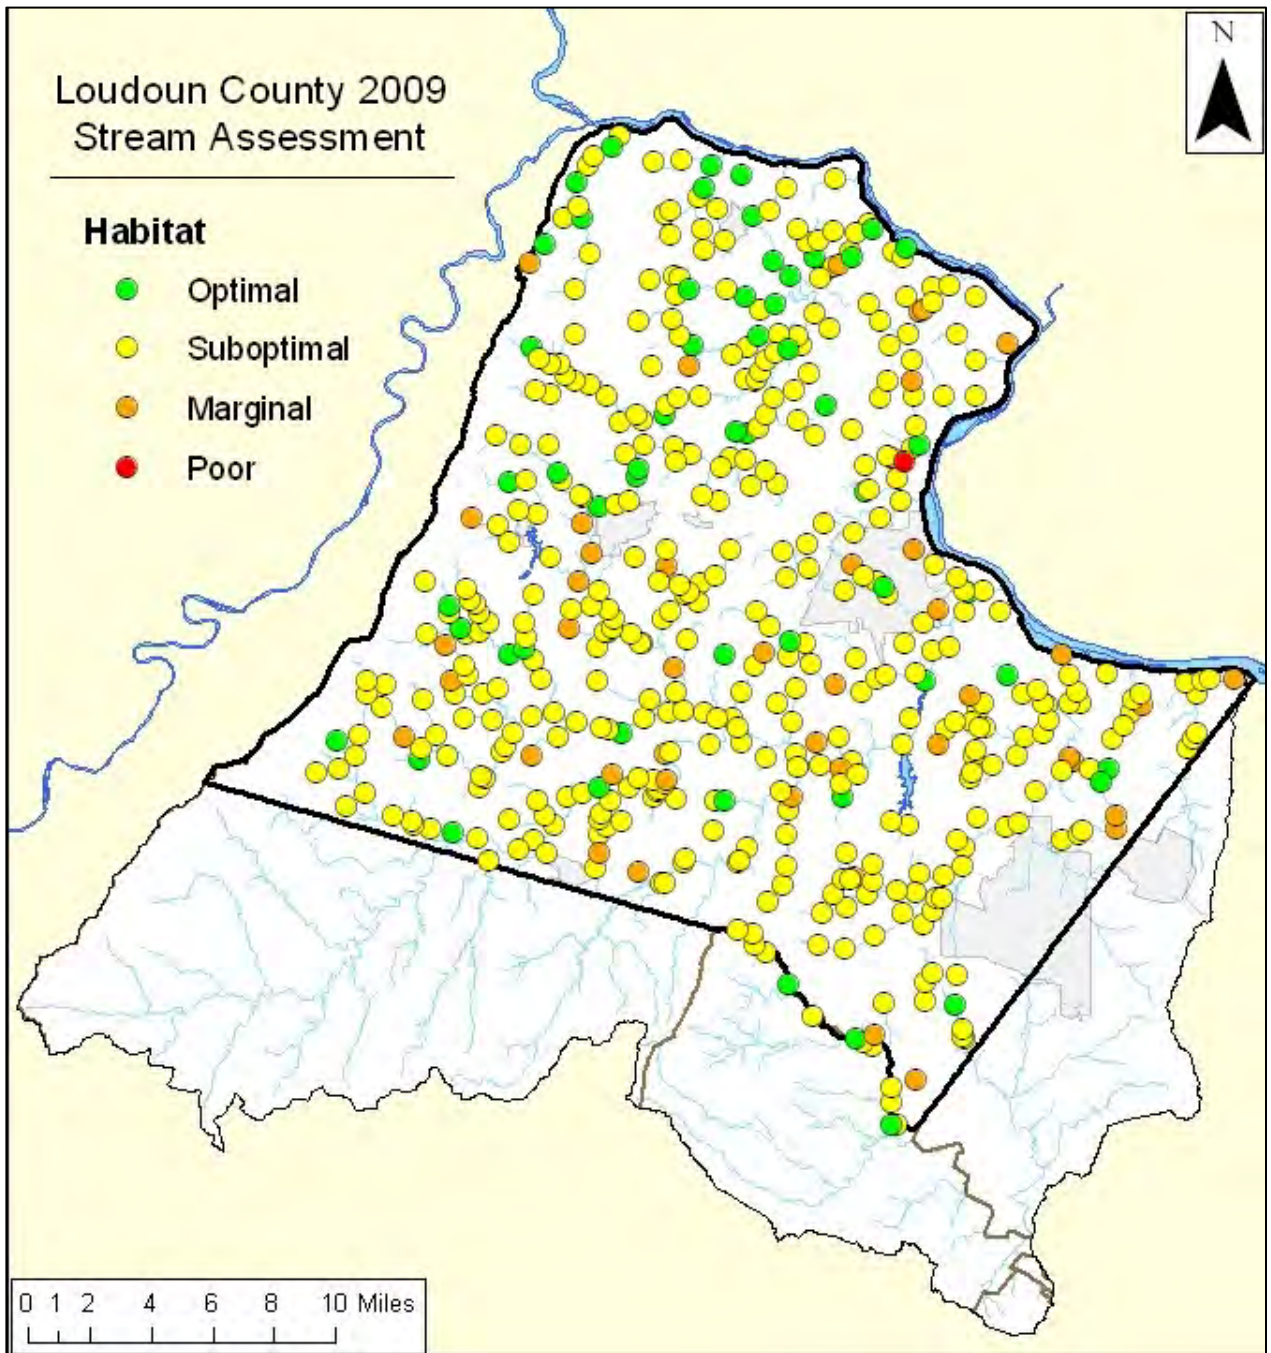 Loudoun County 2009
Stream Assessment
N
Habitat
Optimal
Suboptimal
Marginal
Poor
0 1 2 4 6 8 10 Miles